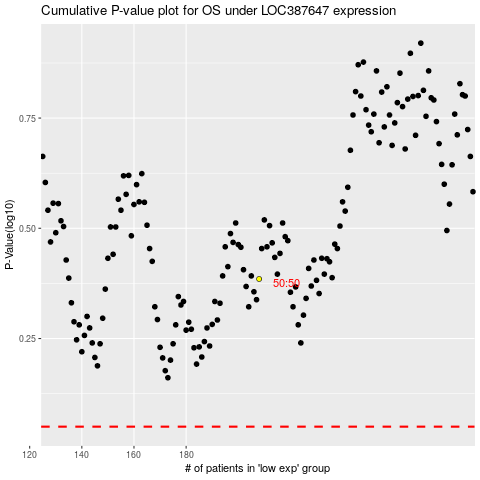 Cumulative P-value plot for OS under LOC387647 expression
P-Value(log10)
0.75
0.50
0.25
50:50
120 140 160 180
# of patients in 'low exp' group